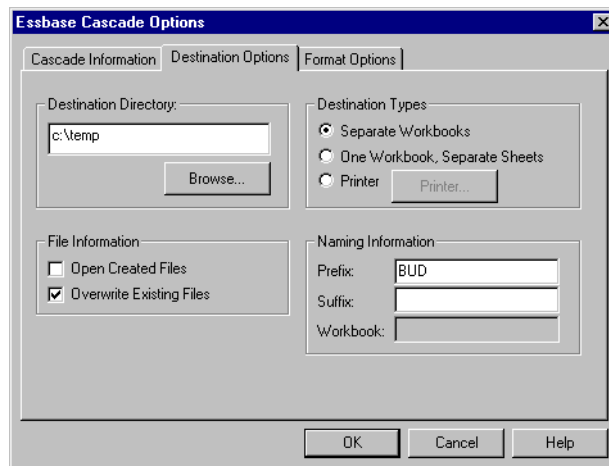 Essbase Cascade Options
Cascade Information
Destination Options
Format Options
Destination Directory:
c:\temp
Browse...
Destination Types
Separate Workbooks
One Workbook, Separate Sheets
Printer
Printer...
File Information
Open Created Files
Overwrite Existing Files
Naming Information
Prefix:
BUD
Suffix:
Workbook:
OK
Cancel
Help